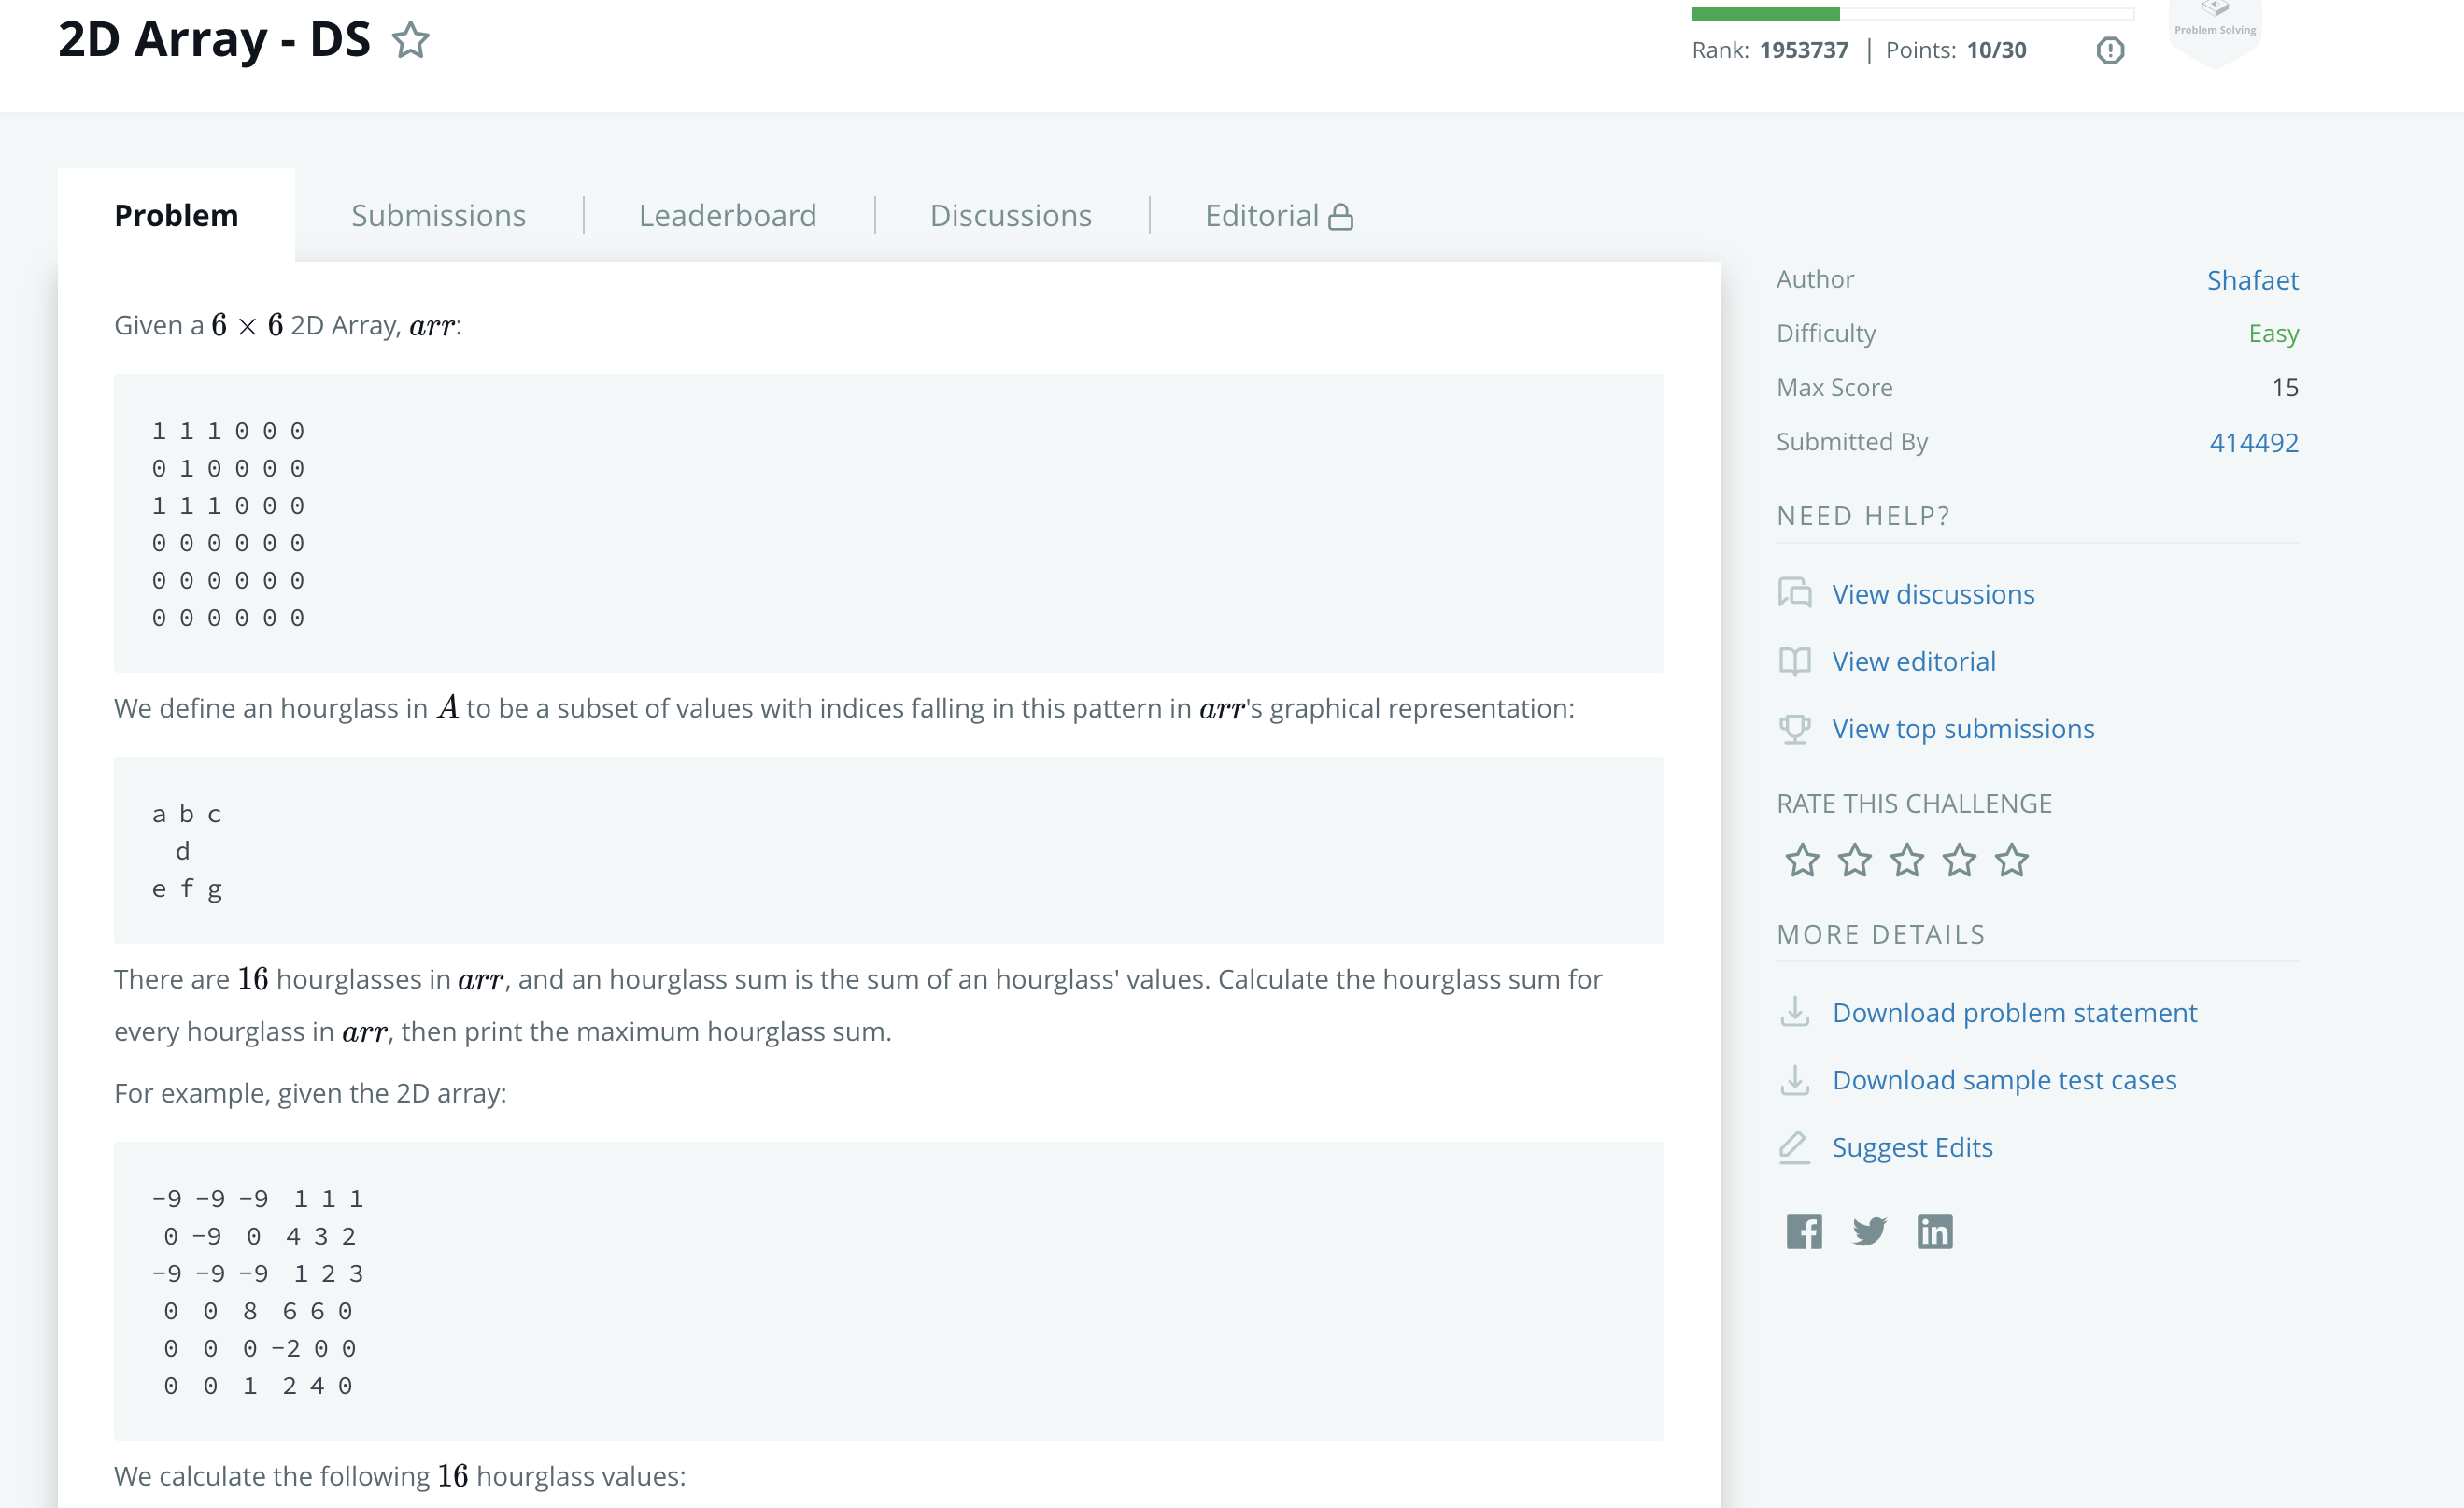 2D Array - DS
Rank: 1953737 | Points: 10/30
Problem Solving
Problem
Submissions
Leaderboard
Discussions
Editorial
Given a 6 × 6 2D Array, arr:
1 1 1 0 0 0
0 1 0 0 0 0
1 1 1 0 0 0
0 0 0 0 0 0
0 0 0 0 0 0
0 0 0 0 0 0
We define an hourglass in A to be a subset of values with indices falling in this pattern in arr's graphical representation:
a b c
d
e f g
There are 16 hourglasses in arr, and an hourglass sum is the sum of an hourglass' values. Calculate the hourglass sum for
every hourglass in arr, then print the maximum hourglass sum.
For example, given the 2D array:
-9 -9 -9 1 1 1
0 -9 0 4 3 2
-9 -9 -9 1 2 3
0 0 8 6 6 0
0 0 0 -2 0 0
0 0 1 2 4 0
We calculate the following 16 hourglass values:
Author Shafaet
Difficulty Easy
Max Score 15
Submitted By 414492
NEED HELP?
View discussions
View editorial
View top submissions
RATE THIS CHALLENGE
MORE DETAILS
Download problem statement
Download sample test cases
Suggest Edits